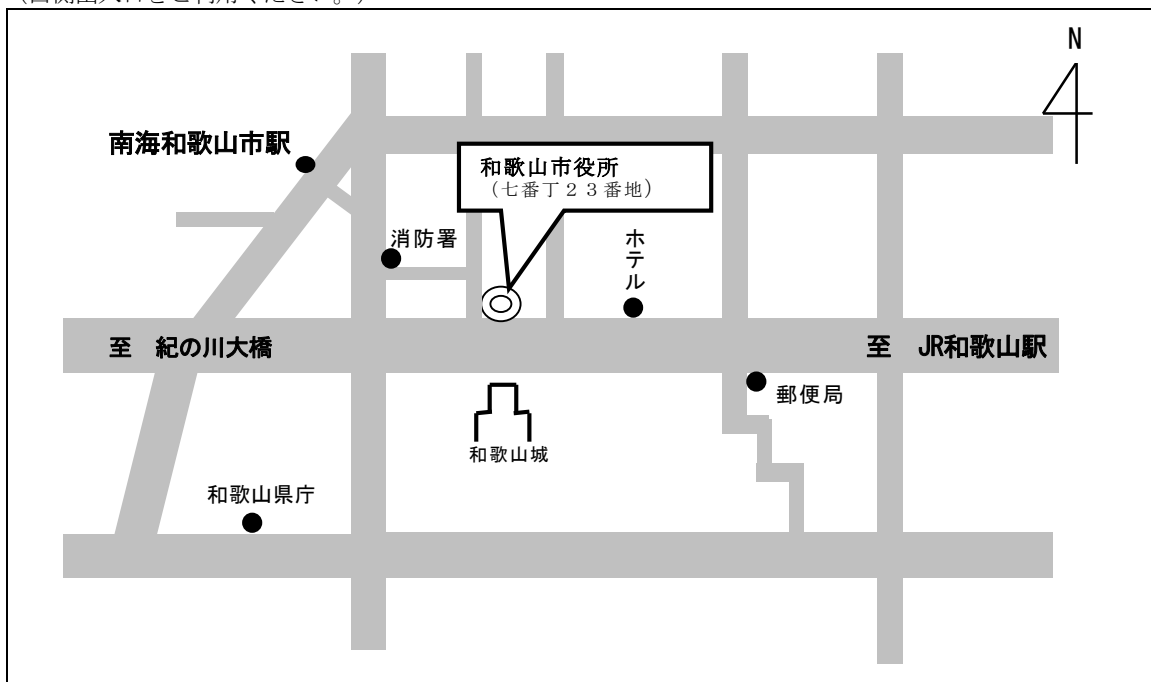 N
南海和歌山市駅
和歌山市役所
(七番丁２３番地)
消防署
ホテル
至　紀の川大橋
至　JR和歌山駅
郵便局
和歌山城
和歌山県庁